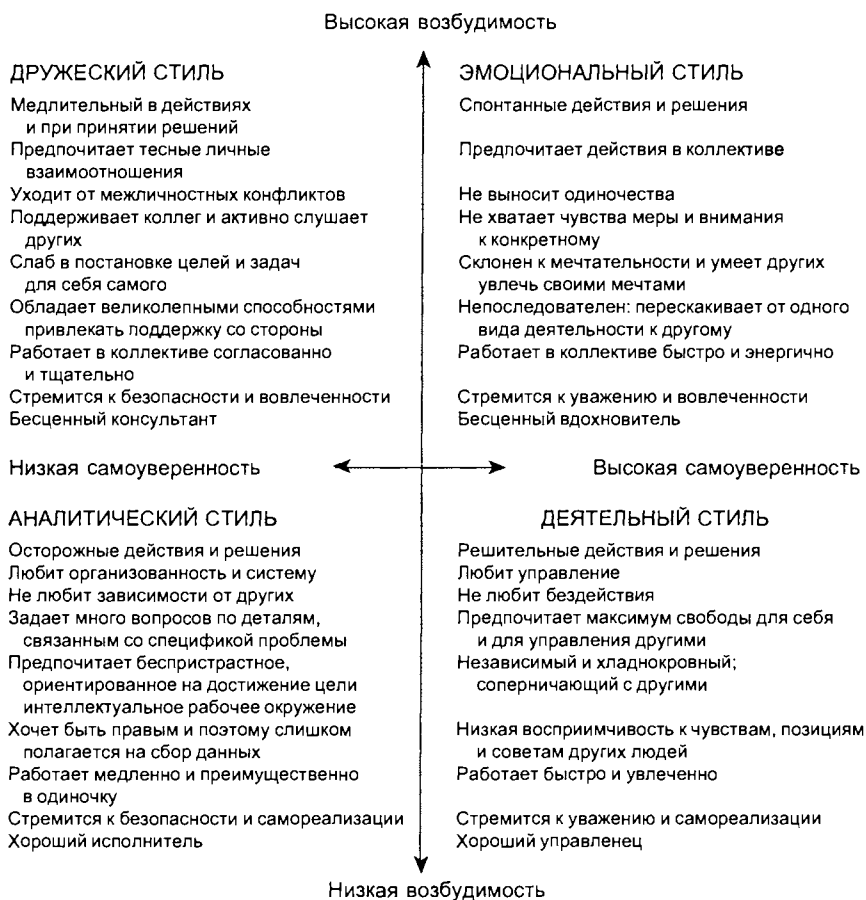 Высокая возбудимость
ДРУЖЕСКИЙ СТИЛЬ
Медлительный в действиях
и при принятии решений
Предпочитает тесные личные
взаимоотношения
Уходит от межличностных конфликтов
Поддерживает коллег и активно слушает
других
Слаб в постановке целей и задач
для себя самого
Обладает великолепными способностями
привлекать поддержку со стороны
Работает в коллективе согласованно
и тщательно
Стремится к безопасности и вовлеченности
Бесценный консультант
ЭМОЦИОНАЛЬНЫЙ СТИЛЬ
Спонтанные действия и решения
Предпочитает действия в коллективе
Не выносит одиночества
Не хватает чувства меры и внимания
к конкретному
Склонен к мечтательности и умеет других
увлечь своими мечтами
Непоследователен: перескакивает от одного
вида деятельности к другому
Работает в коллективе быстро и энергично
Стремится к уважению и вовлеченности
Бесценный вдохновитель
Низкая самоуверенность
Высокая самоуверенность
АНАЛИТИЧЕСКИЙ СТИЛЬ
Осторожные действия и решения
Любит организованность и систему
Не любит зависимости от других
Задает много вопросов по деталям,
связанным со спецификой проблемы
Предпочитает беспристрастное,
ориентированное на достижение цели
интеллектуальное рабочее окружение
Хочет быть правым и поэтому слишком
полагается на сбор данных
Работает медленно и преимущественно
в одиночку
Стремится к безопасности и самореализации
Хороший исполнитель
ДЕЯТЕЛЬНЫЙ СТИЛЬ
Решительные действия и решения
Любит управление
Не любит бездействия
Предпочитает максимум свободы для себя
и для управления другими
Независимый и хладнокровный;
соперничающий с другими
Низкая восприимчивость к чувствам, позициям
и советам других людей
Работает быстро и увлеченно
Стремится к уважению и самореализации
Хороший управленец
Низкая возбудимость